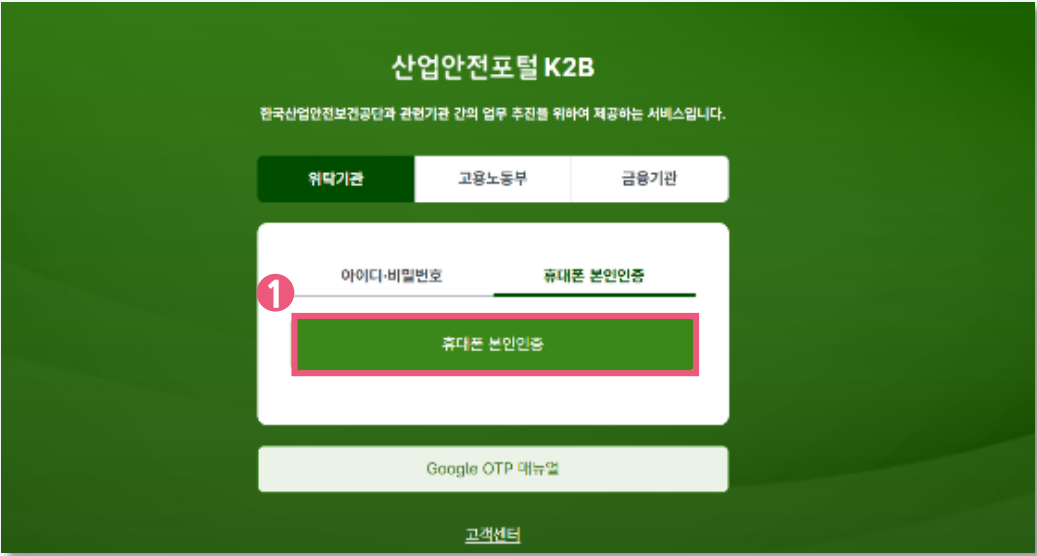 산업안전포털 K2B
한국산업안전보건공단과 관련기관 간의 업무 추진을 위하여 제공하는 서비스입니다.
위탁기관 고용노동부 금융기관
아이디·비밀번호 휴대폰 본인인증
1
휴대폰 본인인증
Google OTP 매뉴얼
고객센터